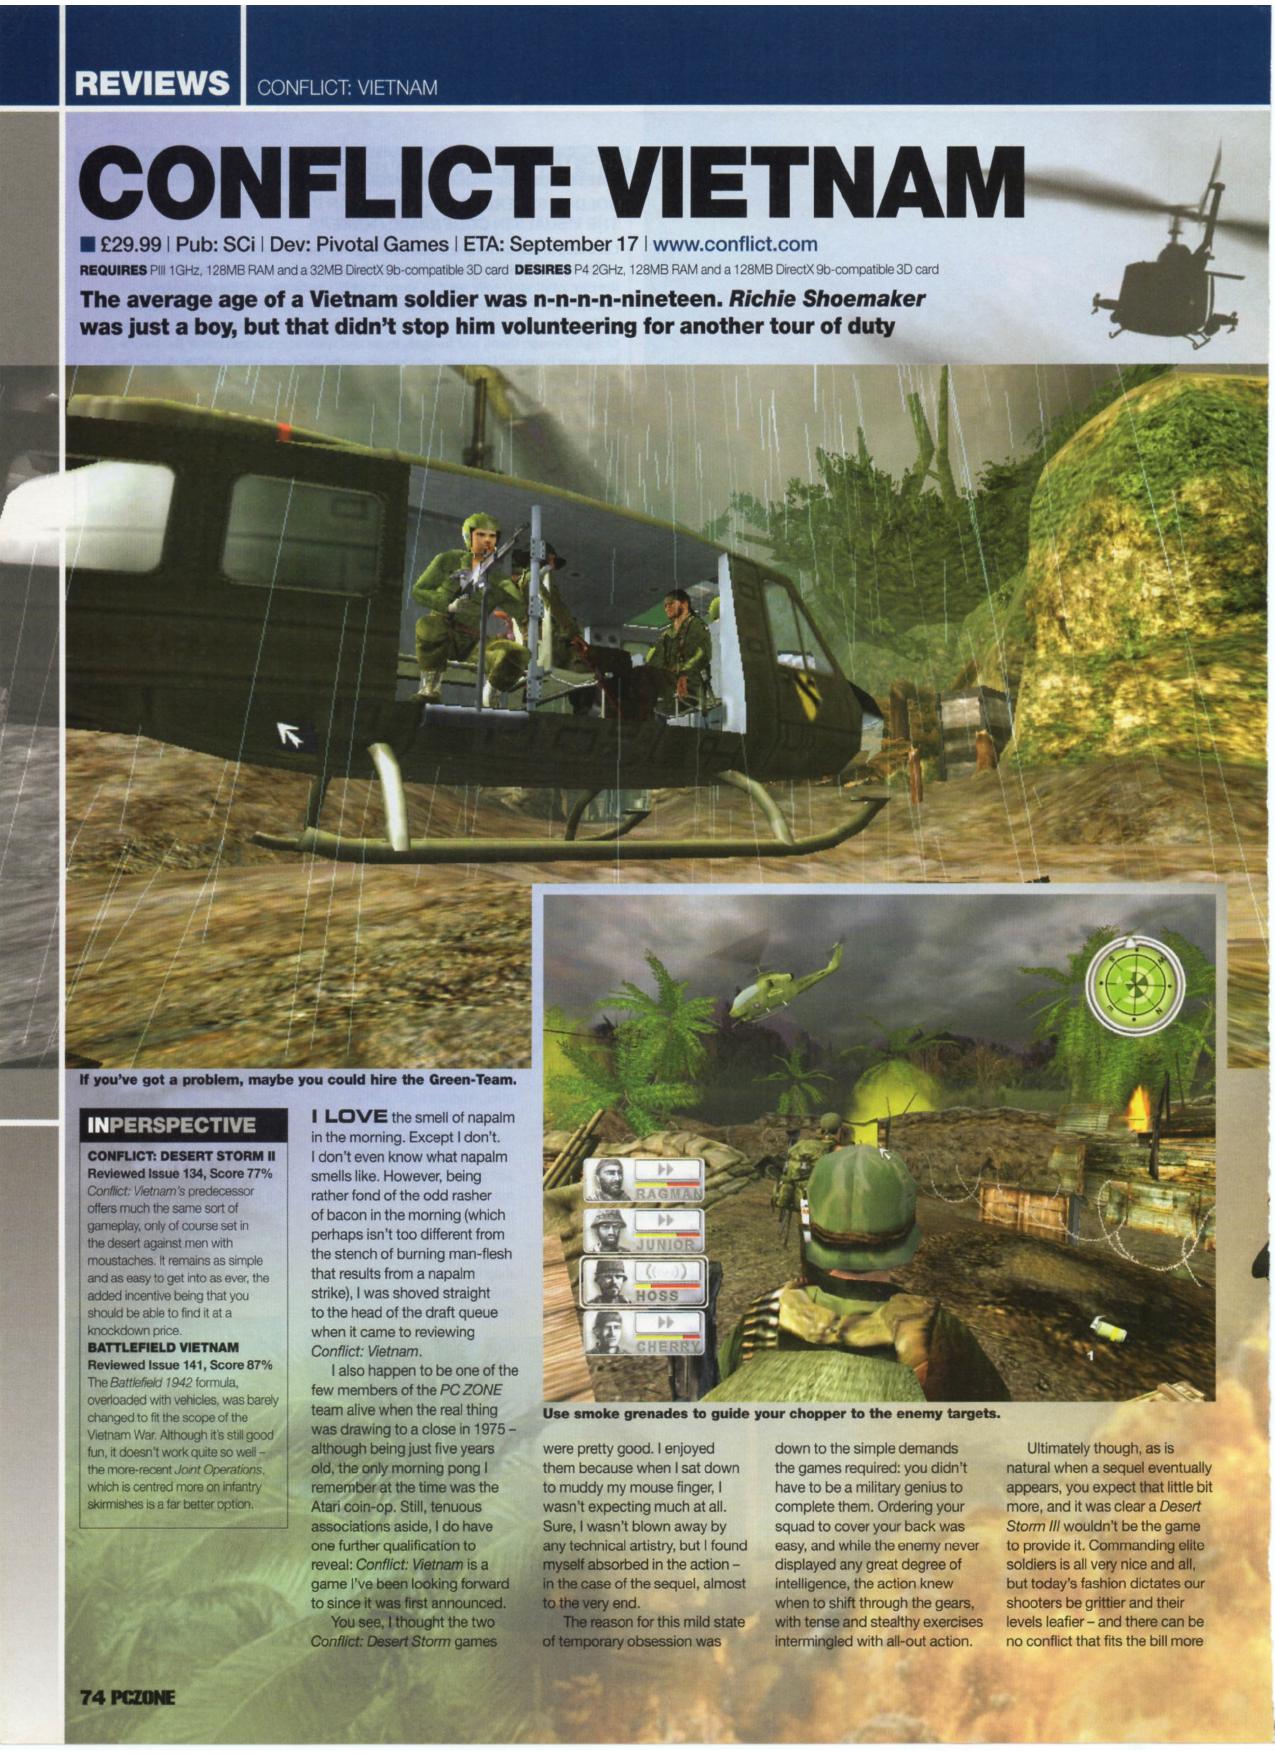 REVIEWS
CONFLICT: VIETNAM
CONFLICT: VIETNAM
£29.99 | Pub: SCi | Dev: Pivotal Games | ETA: September 17 | www.conflict.com
REQUIRES PIII 1GHz, 128MB RAM and a 32MB DirectX 9b-compatible 3D card DESIRES P4 2GHz, 128MB RAM and a 128MB DirectX 9b-compatible 3D card
The average age of a Vietnam soldier was n-n-n-n-nineteen. Richie Shoemaker
was just a boy, but that didn't stop him volunteering for another tour of duty
If you've got a problem, maybe you could hire the Green-Team.
INPERSPECTIVE
CONFLICT: DESERT STORM II
Reviewed Issue 134, Score 77%
Conflict: Vietnam's predecessor
offers much the same sort of
gameplay, only of course set in
the desert against men with
moustaches. It remains as simple
and as easy to get into as ever, the
added incentive being that you
should be able to find it at a
knockdown price.
BATTLEFIELD VIETNAM
Reviewed Issue 141, Score 87%
The Battlefield 1942 formula,
overloaded with vehicles, was barely
changed to fit the scope of the
Vietnam War. Although it's still good
fun, it doesn't work quite so well –
the more-recent Joint Operations,
which is centred more on infantry
skirmishes is a far better option.
I LOVE the smell of napalm
in the morning. Except I don't.
I don't even know what napalm
smells like. However, being
rather fond of the odd rasher
of bacon in the morning (which
perhaps isn't too different from
the stench of burning man-flesh
that results from a napalm
strike), I was shoved straight
to the head of the draft queue
when it came to reviewing
Conflict: Vietnam.
I also happen to be one of the
few members of the PC ZONE
team alive when the real thing
was drawing to a close in 1975 –
although being just five years
old, the only morning pong I
remember at the time was the
Atari coin-op. Still, tenuous
associations aside, I do have
one further qualification to
reveal: Conflict: Vietnam is a
game I've been looking forward
to since it was first announced.
You see, I thought the two
Conflict: Desert Storm games
RAGMAN
JUNIOR
HOSS
CHERRY
1
Use smoke grenades to guide your chopper to the enemy targets.
were pretty good. I enjoyed
them because when I sat down
to muddy my mouse finger, I
wasn't expecting much at all.
Sure, I wasn't blown away by
any technical artistry, but I found
myself absorbed in the action –
in the case of the sequel, almost
to the very end.
The reason for this mild state
of temporary obsession was
down to the simple demands
the games required: you didn't
have to be a military genius to
complete them. Ordering your
squad to cover your back was
easy, and while the enemy never
displayed any great degree of
intelligence, the action knew
when to shift through the gears,
with tense and stealthy exercises
intermingled with all-out action.
Ultimately though, as is
natural when a sequel eventually
appears, you expect that little bit
more, and it was clear a Desert
Storm III wouldn't be the game
to provide it. Commanding elite
soldiers is all very nice and all,
but today's fashion dictates our
shooters be grittier and their
levels leafier – and there can be
no conflict that fits the bill more
74 PCZONE